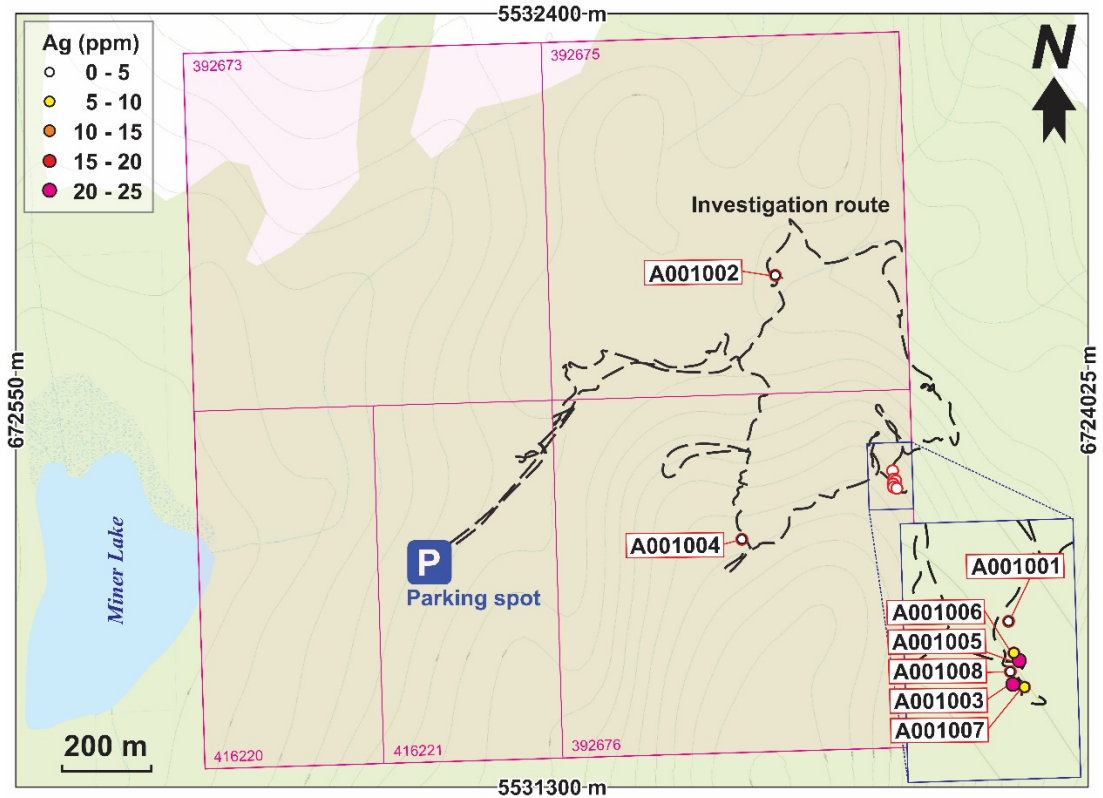 5532400 m
Ag (ppm)
0 - 5
5 - 10
10 - 15
15 - 20
20 - 25
392673
392675
N
Investigation route
A001002
672550 m
6724025 m
A001004
P
Parking spot
Miner Lake
A001001
A001006
A001005
A001008
A001003
A001007
200 m
416220
416221
392676
5531300 m